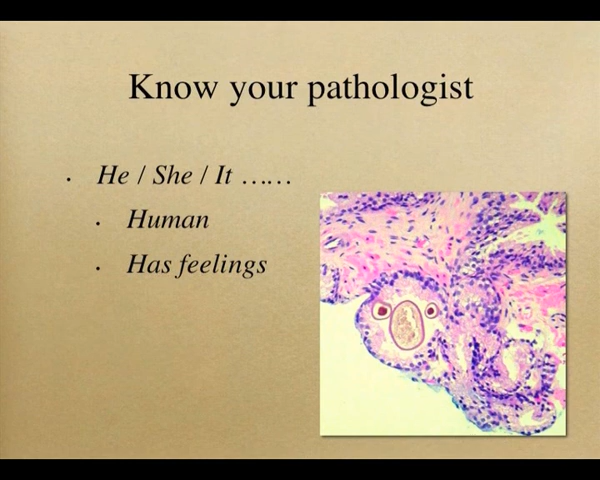 Know your pathologist
• He / She / It ......
• Human
• Has feelings